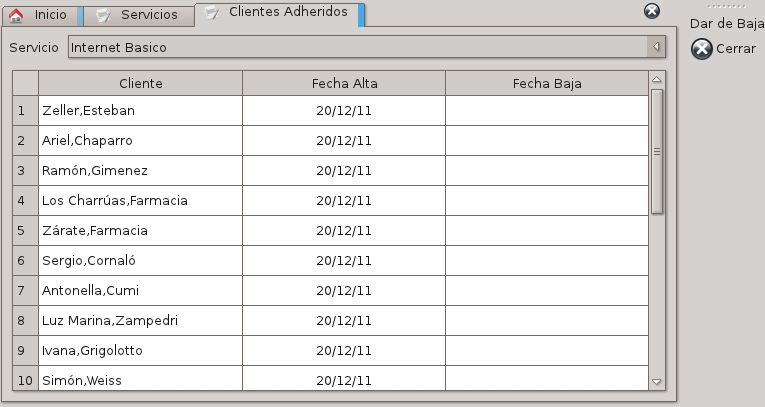 Inicio Servicios Clientes Adheridos
Dar de Baja
Servicio Internet Basico
Cerrar
Cliente Fecha Alta Fecha Baja
1 Zeller,Esteban 20/12/11
2 Ariel,Chaparro 20/12/11
3 Ramón,Gimenez 20/12/11
4 Los Charrúas,Farmacia 20/12/11
5 Zárate,Farmacia 20/12/11
6 Sergio,Cornaló 20/12/11
7 Antonella,Cumi 20/12/11
8 Luz Marina,Zampedri 20/12/11
9 Ivana,Grigolotto 20/12/11
10 Simón,Weiss 20/12/11